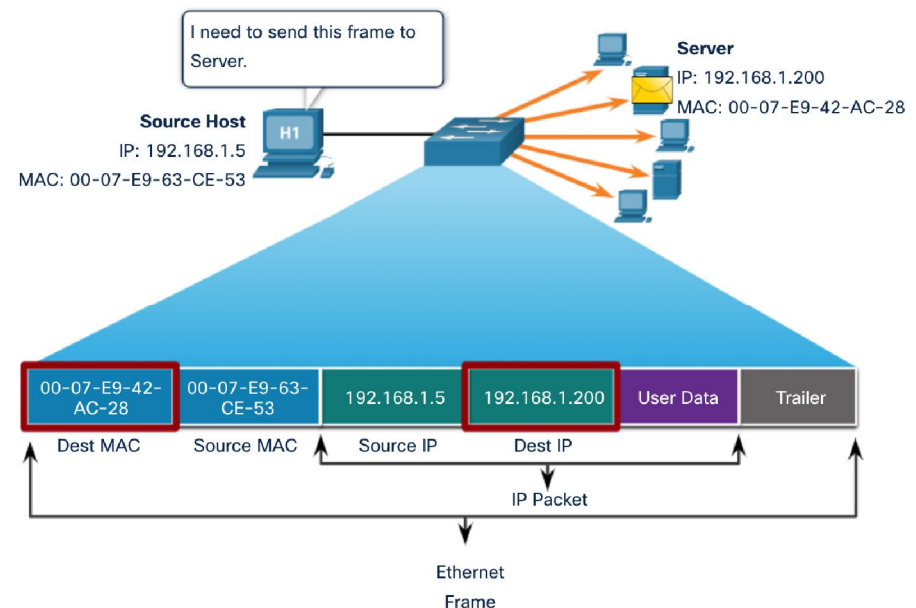 I need to send this frame to
Server.
Server
IP: 192.168.1.200
MAC: 00-07-E9-42-AC-28
Source Host
IP: 192.168.1.5
MAC: 00-07-E9-63-CE-53
H1
00-07-E9-42-
AC-28
00-07-E9-63-
CE-53
192.168.1.5
192.168.1.200
User Data
Trailer
Dest MAC
Source MAC
Source IP
Dest IP
IP Packet
Ethernet
Frame